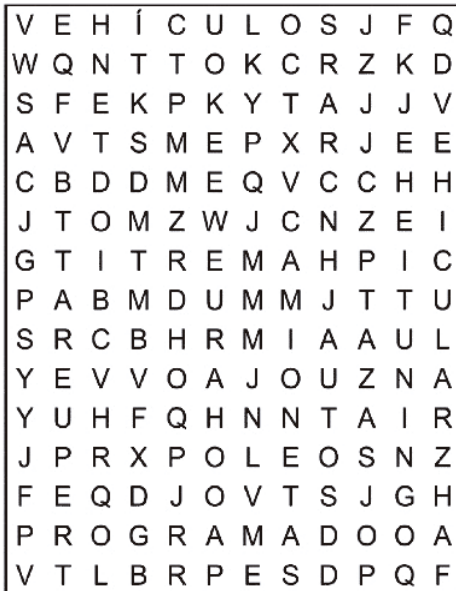 V E H Í C U L O S J F Q
W Q N T T O K C R Z K D
S F E K P K Y T A J J V
A V T S M E P X R J E E
C B D D M E Q V C C H H
J T O M Z W J C N Z E I
G T I T R E M A H P I C
P A B M D U M M J T T U
S R C B H R M I A A U L
Y E V V O A J O U Z N A
Y U H F Q H N N T A I R
J P R X P O L E O S N Z
F E Q D J O V T S J G H
P R O G R A M A D O O A
V T L B R P E S D P Q F